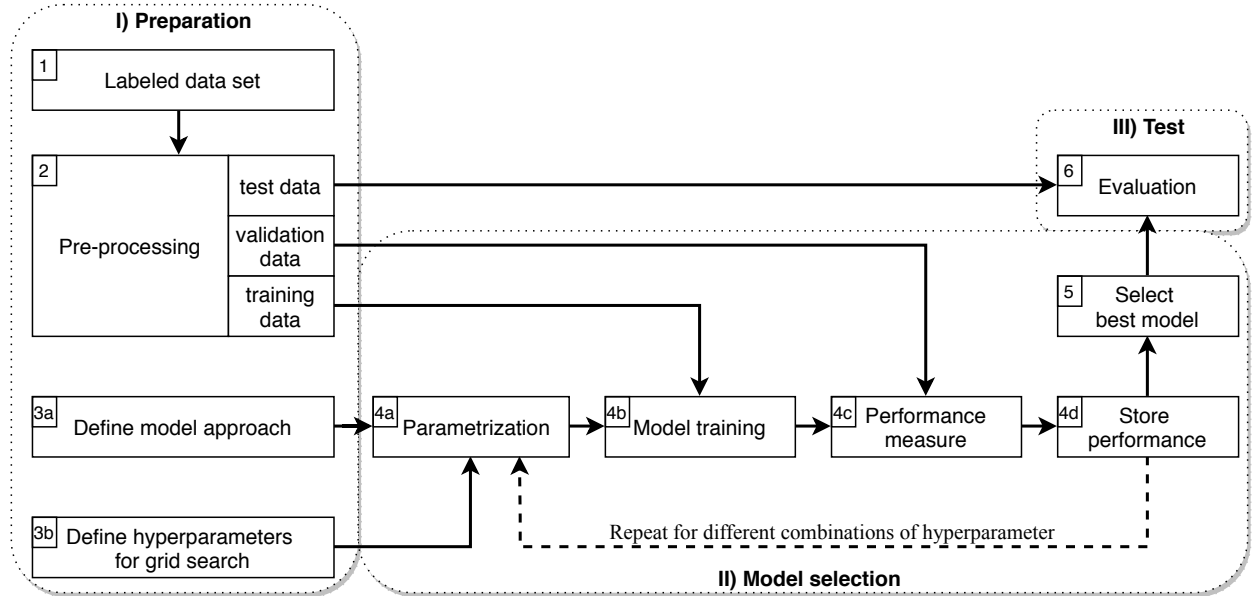 I) Preparation
1
Labeled data set
2
Pre-processing
test data
validation
data
training
data
3a
Define model approach
3b
Define hyperparameters
for grid search
4a
Parametrization
4b
Model training
4c
Performance
measure
4d
Store
performance
Repeat for different combinations of hyperparameter
II) Model selection
5
Select
best model
III) Test
6
Evaluation